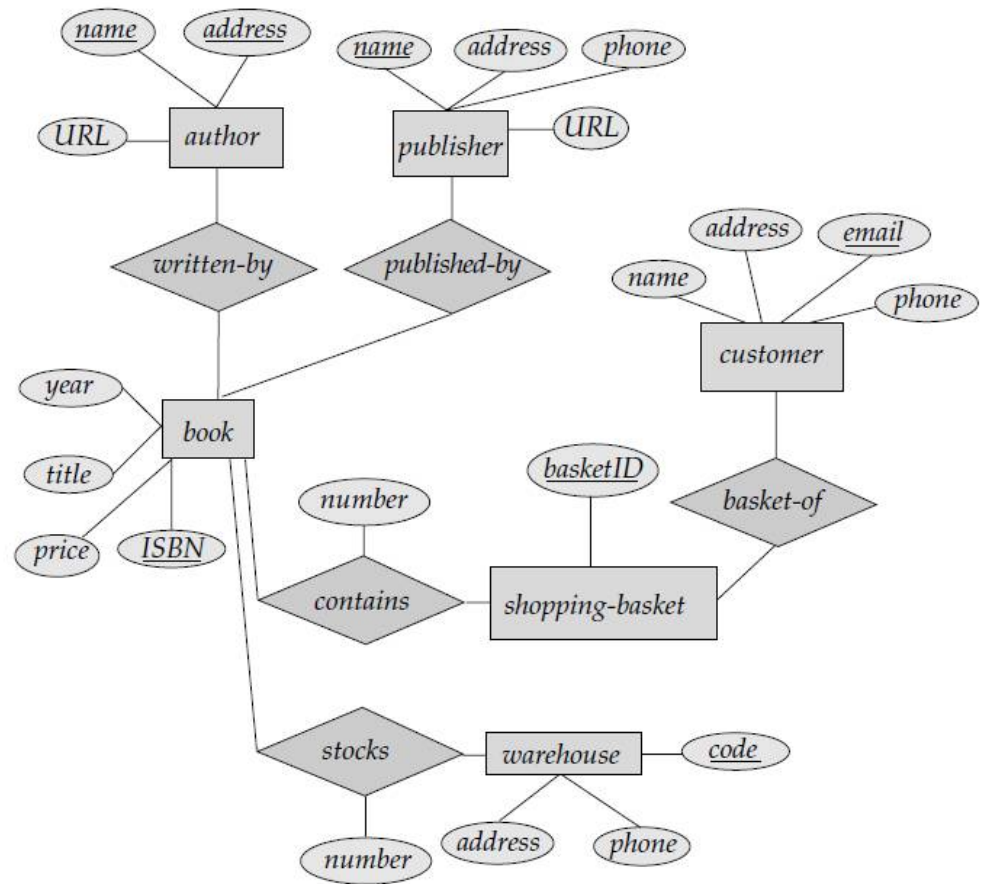 name
address
URL
author
name
address
phone
URL
publisher
written-by
published-by
address
email
name
phone
customer
year
book
title
price
ISBN
number
basketID
basket-of
contains
shopping-basket
stocks
warehouse
code
number
address
phone